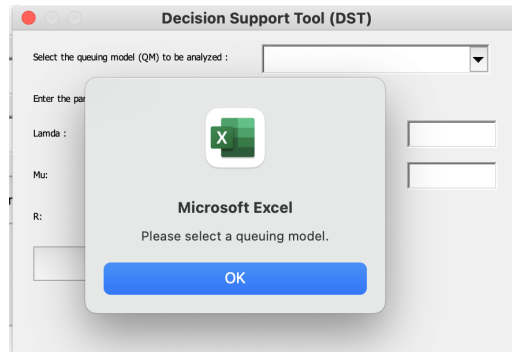 Decision Support Tool (DST)
Select the queuing model (QM) to be analyzed :
Enter the par
Lamda :
Mu:
R:
X
Microsoft Excel
Please select a queuing model.
OK